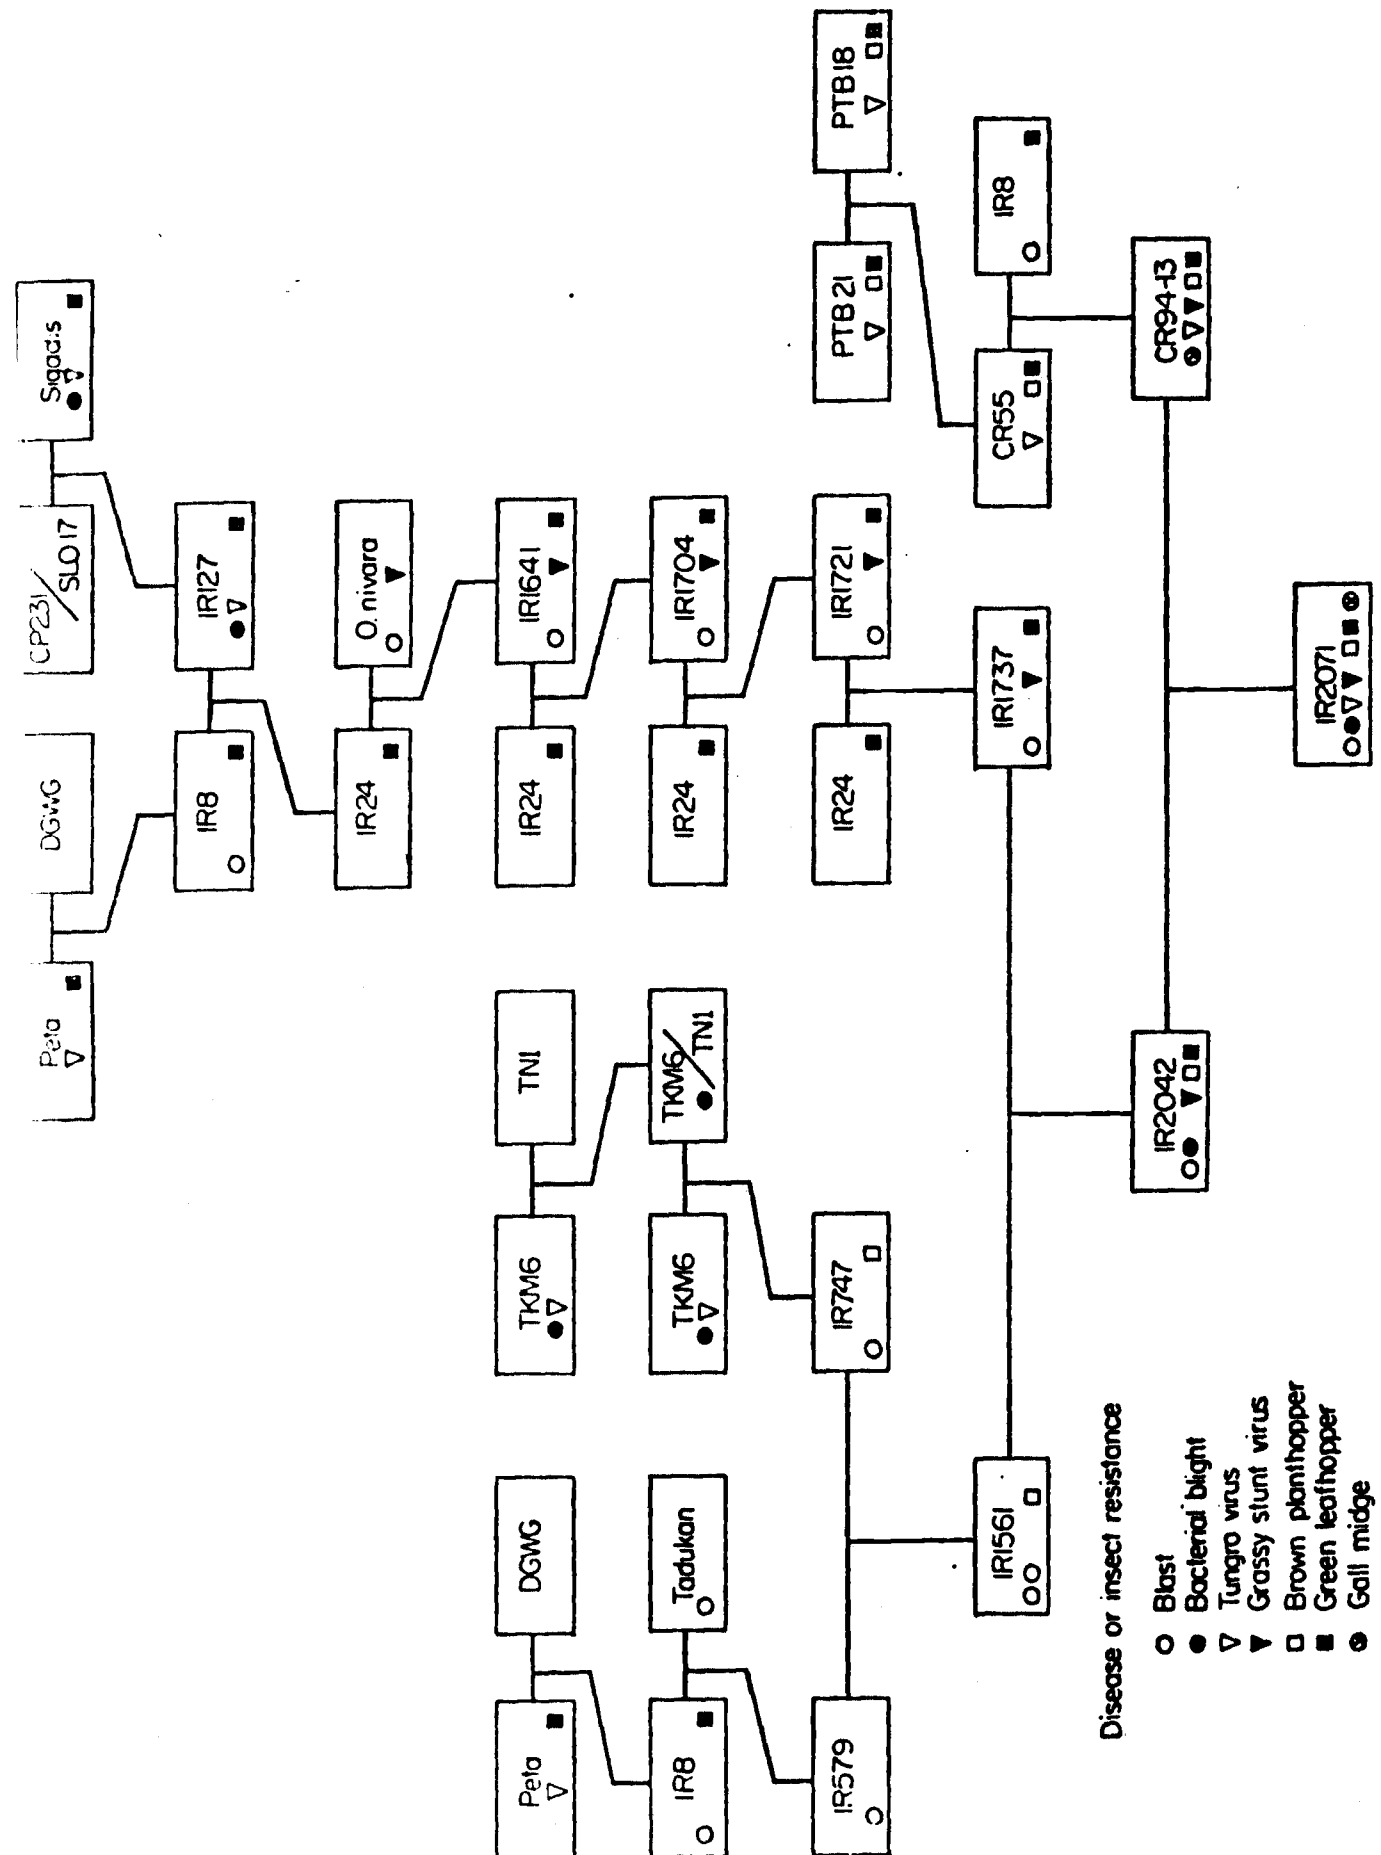 Peta
DGWG
CP231/
SLO 17
Sigadis
IR8
IR127
IR24
O. nivara
Peta
DGWG
TKM6
TN1
IR24
IR1641
IR8
Tadukan
TKM6
TKM6/
TN1
IR24
IR1704
IR579
IR747
IR24
IR1721
PTB21
PTB18
IR1561
IR1737
CR55
IR8
IR2042
CR94-13
IR2071
Disease or insect resistance
Blast
Bacterial blight
Tungro virus
Grassy stunt virus
Brown planthopper
Green leafhopper
Gall midge